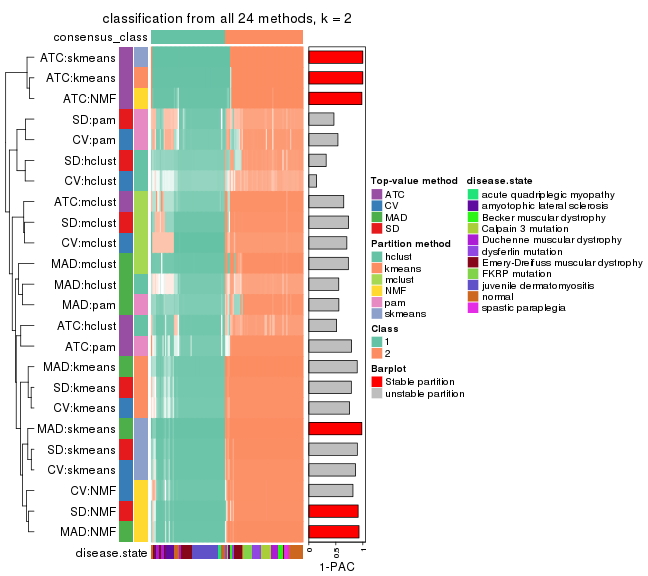 classification from all 24 methods, k = 2
consensus_class
ATC:skmeans
ATC:kmeans
ATC:NMF
SD:pam
CV:pam
SD:hclust
CV:hclust
ATC:mclust
SD:mclust
CV:mclust
MAD:mclust
MAD:hclust
MAD:pam
ATC:hclust
ATC:pam
MAD:kmeans
SD:kmeans
CV:kmeans
MAD:skmeans
SD:skmeans
CV:skmeans
CV:NMF
SD:NMF
MAD:NMF
disease.state
0
0.5
1
1-PAC
Top-value method
ATC
CV
MAD
SD
Partition method
hclust
kmeans
mclust
NMF
pam
skmeans
Class
1
2
Barplot
Stable partition
unstable partition
disease.state
acute quadriplegic myopathy
amyotophic lateral sclerosis
Becker muscular dystrophy
Calpain 3 mutation
Duchenne muscular dystrophy
dysferlin mutation
Emery-Dreifuss muscular dystrophy
FKRP mutation
juvenile dermatomyositis
normal
spastic paraplegia